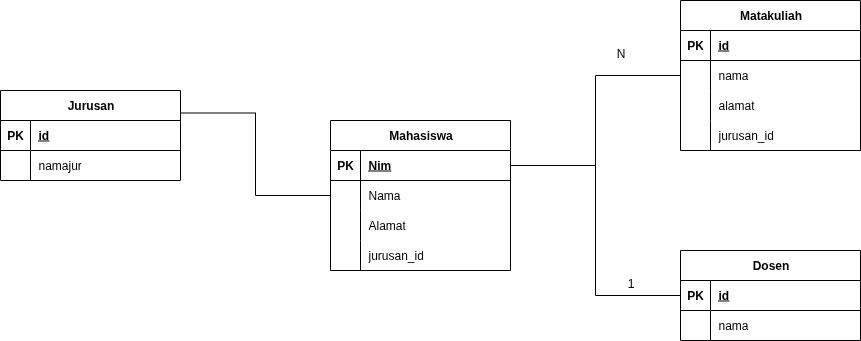 Jurusan
PK id
namajur
Mahasiswa
PK Nim
Nama
Alamat
jurusan_id
N
1
Matakuliah
PK id
nama
alamat
jurusan_id
Dosen
PK id
nama